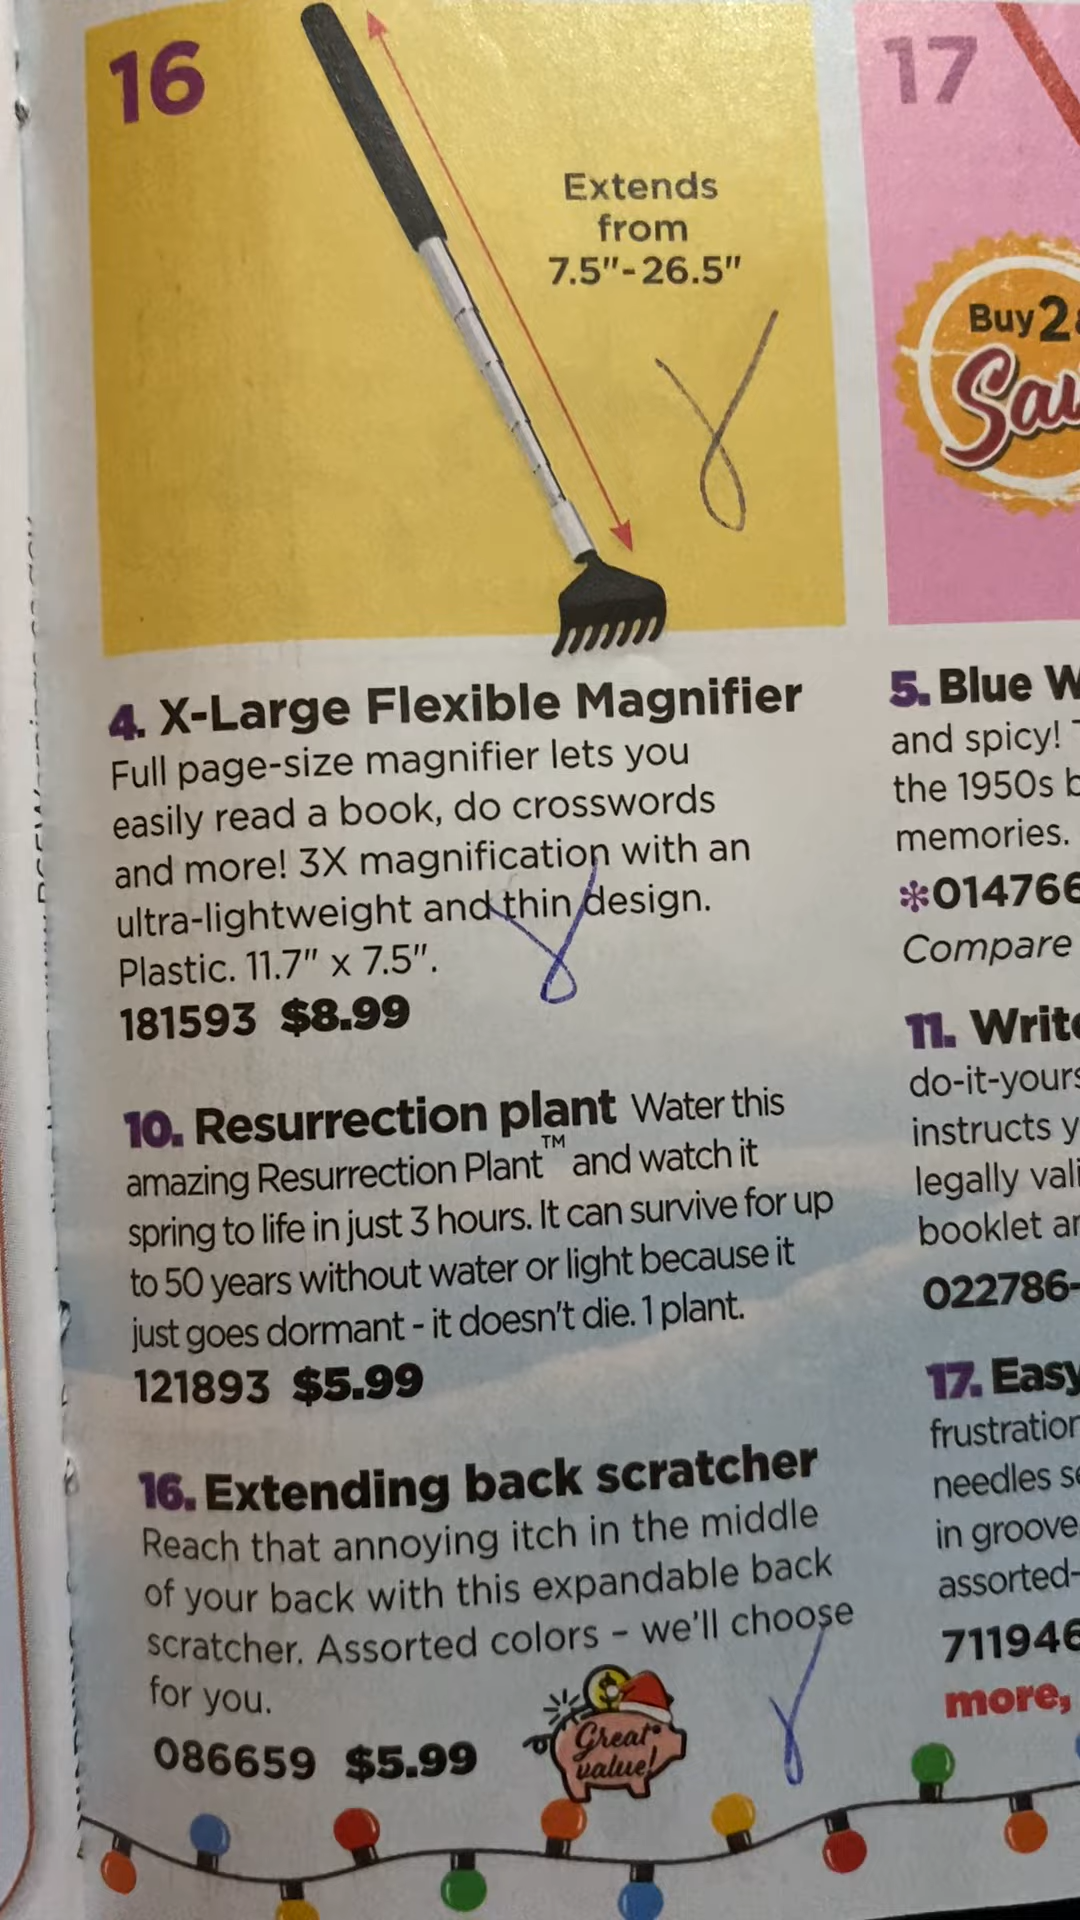 16
Extends
from
7.5"-26.5"
17
Buy 2
4. X-Large Flexible Magnifier
Full page-size magnifier lets you
easily read a book, do crosswords
and more! 3X magnification with an
ultra-lightweight and thin design.
Plastic. 11.7" x 7.5".
181593 $8.99
10. Resurrection plant Water this
amazing Resurrection Plant™ and watch it
spring to life in just 3 hours. It can survive for up
to 50 years without water or light because it
just goes dormant - it doesn't die. 1 plant.
121893 $5.99
16. Extending back scratcher
Reach that annoying itch in the middle
of your back with this expandable back
scratcher. Assorted colors - we'll choose
for you.
086659 $5.99
Great
value!
5. Blue
and spicy!
the 1950s
memories.
*014766
Compare
11.
do-it-yours
instructs
legally
booklet
022786-
17. Easy
needles
in groove
assorted-
711946
more,